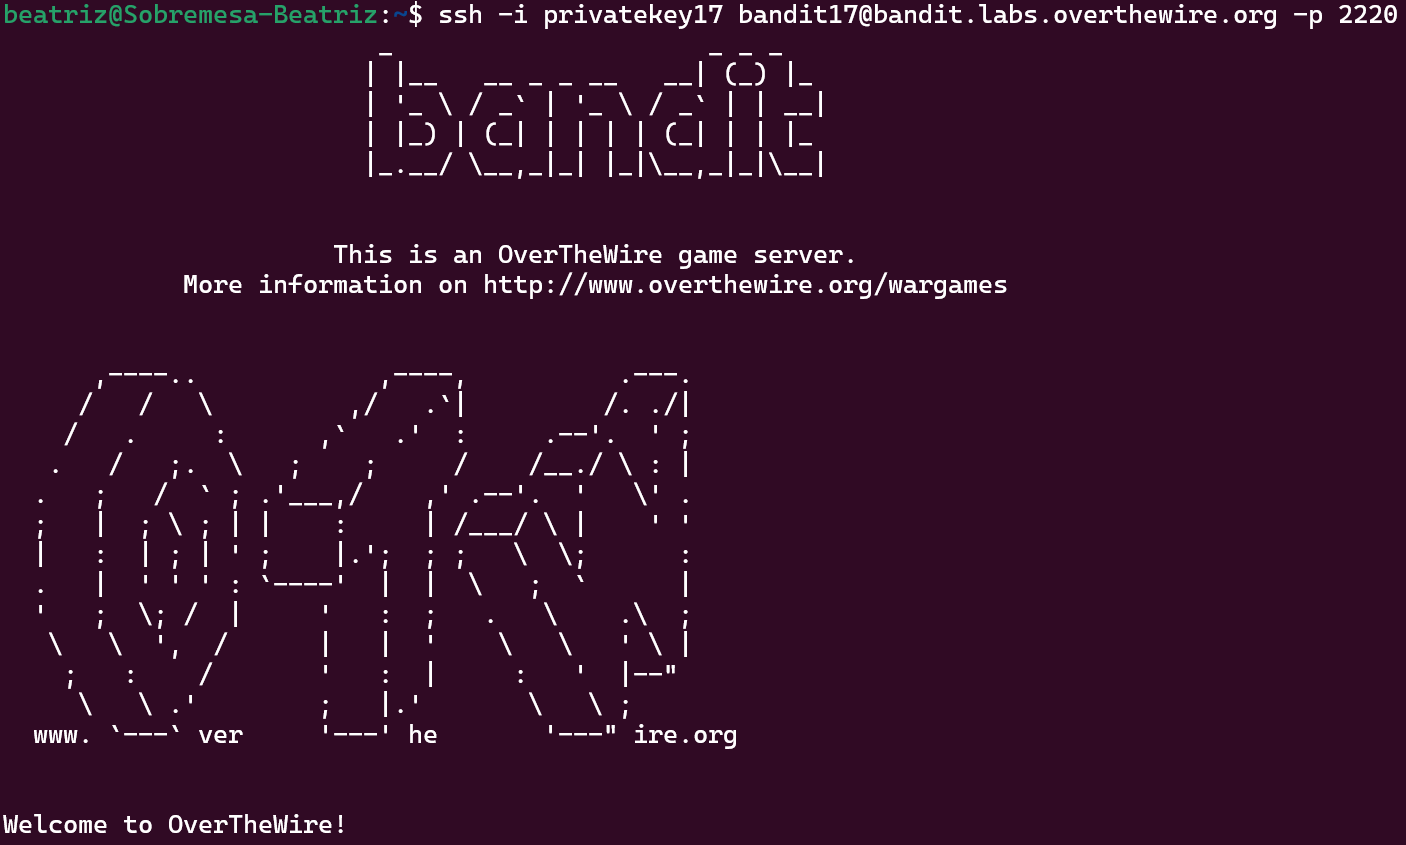 beatriz@Sobremesa-Beatriz:~$ ssh -i privatekey17 bandit17@bandit.labs.overthewire.org -p 2220
bandit
This is an OverTheWire game server.
More information on http://www.overthewire.org/wargames
www. ver he ire.org
Welcome to OverTheWire!